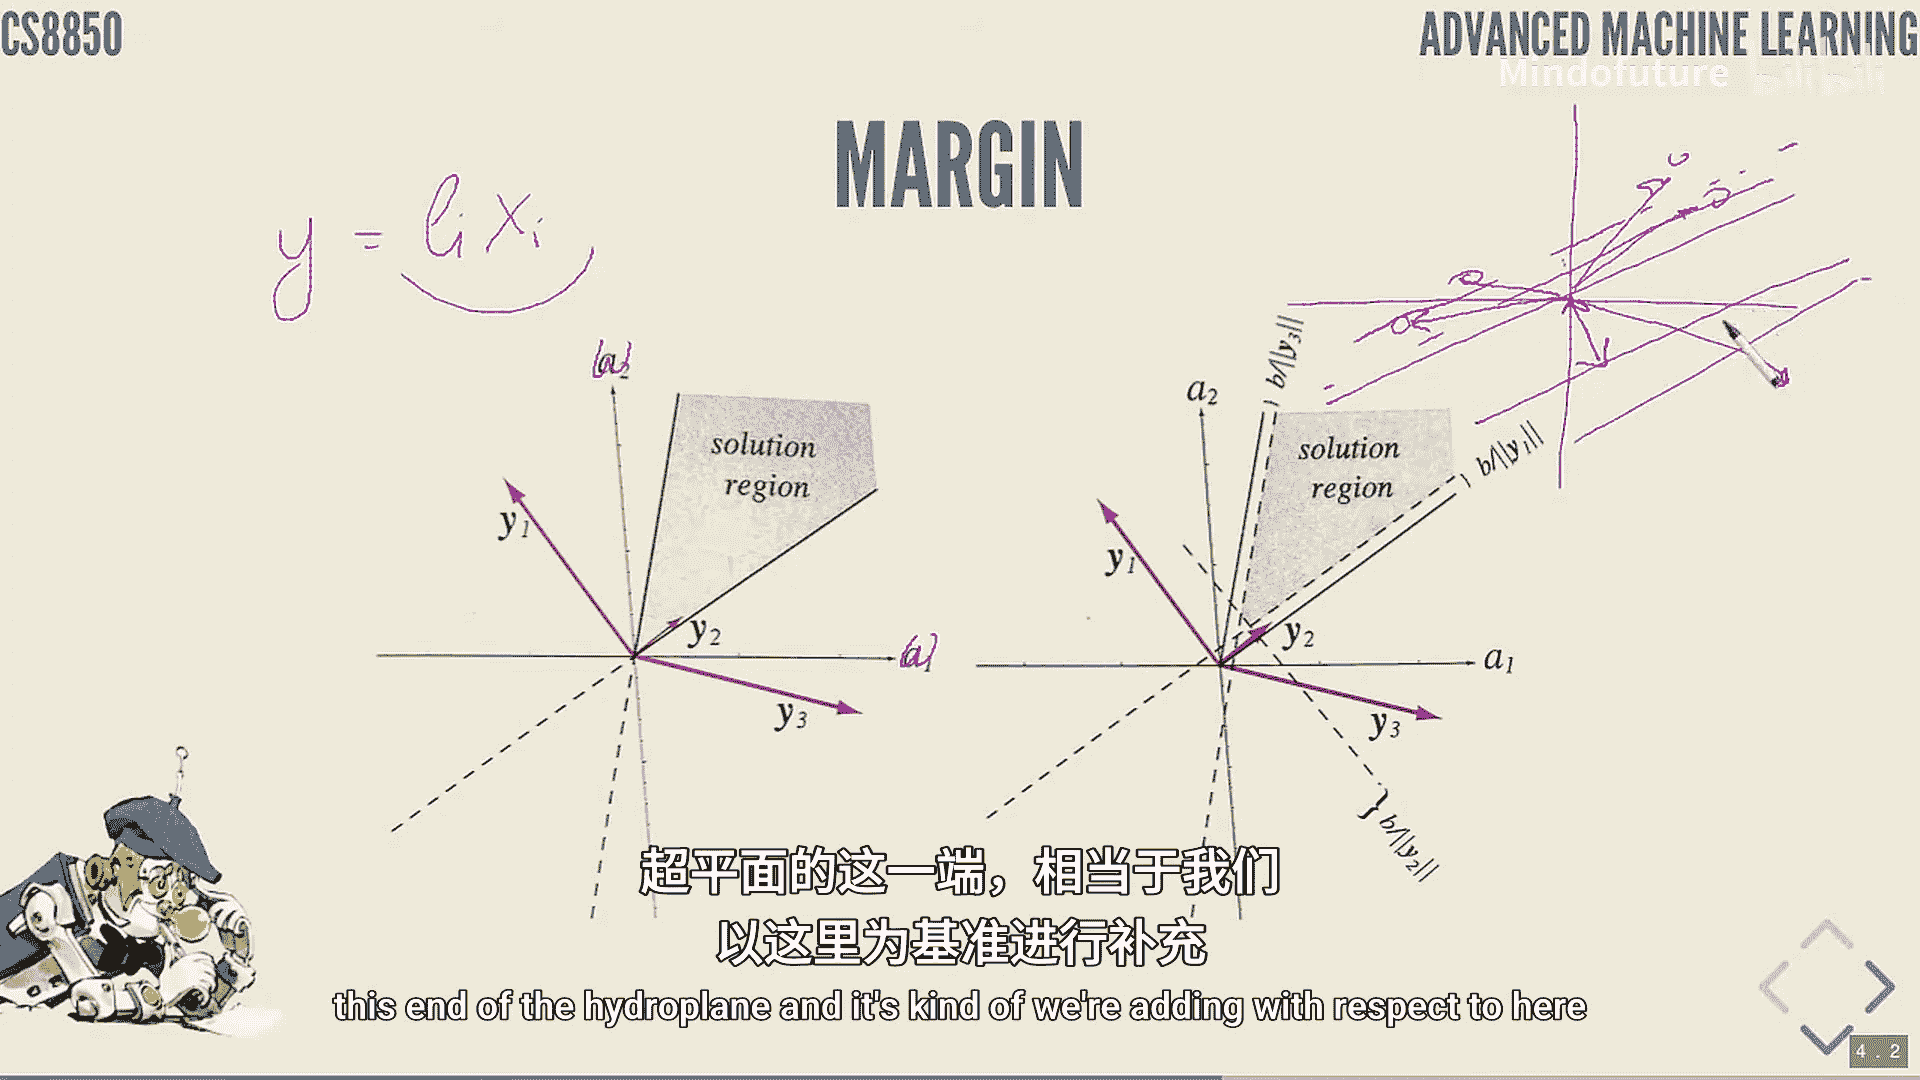 CS8850
ADVANCED MACHINE LEARNING
Mindofuture
MARGIN
y = li xi
a2
solution
region
y1
y2
a1
y3
a2
b/||y3||
solution
region
b/||y1||
y1
y2
a1
y3
b/||y2||
超平面的这一端，相当于我们
以这里为基准进行补充
this end of the hydroplane and it's kind of we're adding with respect to here
4.2